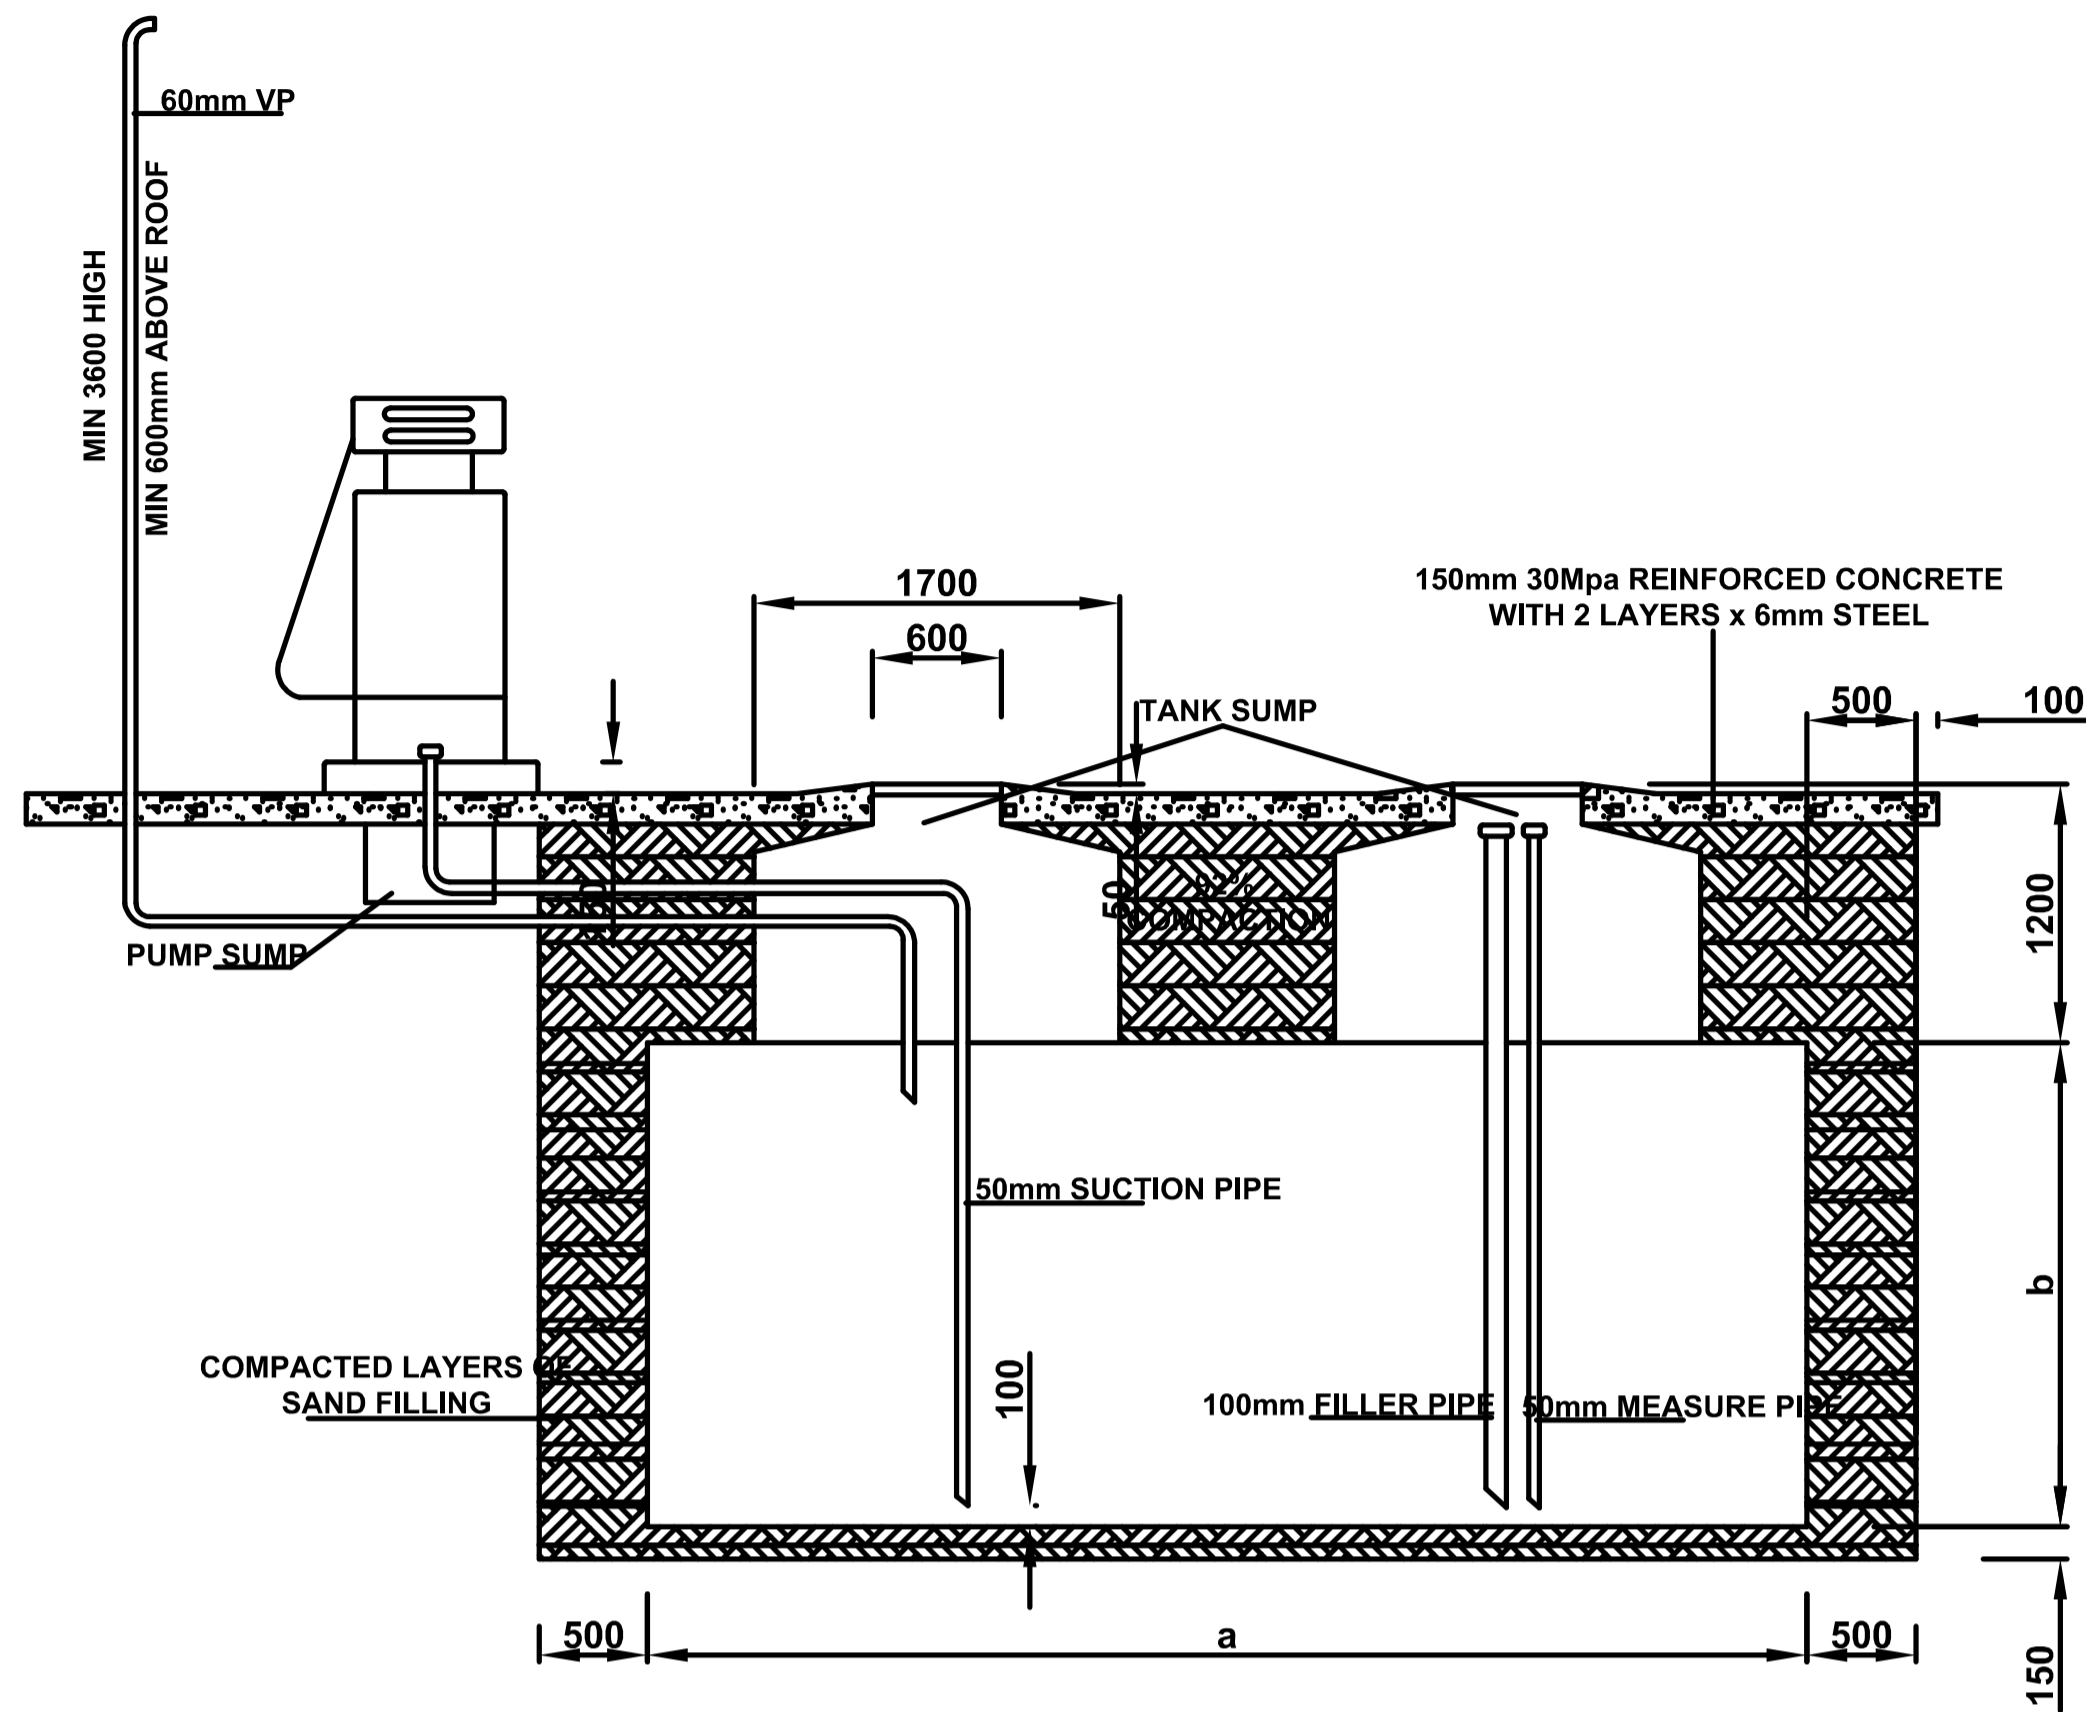 60mm VP
MIN 3600 HIGH
MIN 600mm ABOVE ROOF
1700
150mm 30Mpa REINFORCED CONCRETE
WITH 2 LAYERS x 6mm STEEL
600
500
100
TANK SUMP
50
92%
COMPACTION
1200
PUMP SUMP
50mm SUCTION PIPE
b
COMPACTED LAYERS OF
SAND FILLING
100
100mm FILLER PIPE
50mm MEASURE PIPE
500
a
500
150